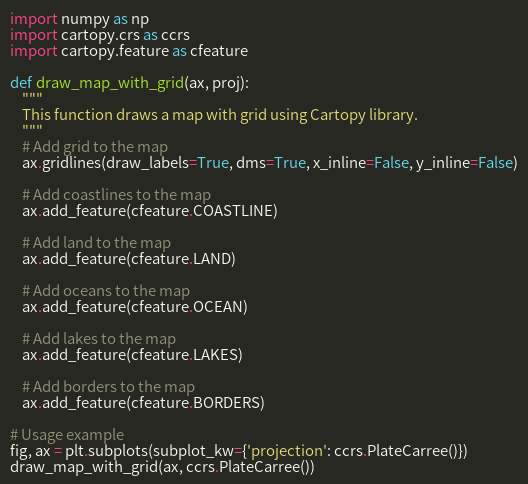 import numpy as np
import cartopy.crs as ccrs
import cartopy.feature as cfeature
def draw_map_with_grid(ax, proj):
"""
This function draws a map with grid using Cartopy library.
"""
# Add grid to the map
ax.gridlines(draw_labels=True, dms=True, x_inline=False, y_inline=False)
# Add coastlines to the map
ax.add_feature(cfeature.COASTLINE)
# Add land to the map
ax.add_feature(cfeature.LAND)
# Add oceans to the map
ax.add_feature(cfeature.OCEAN)
# Add lakes to the map
ax.add_feature(cfeature.LAKES)
# Add borders to the map
ax.add_feature(cfeature.BORDERS)
# Usage example
fig, ax = plt.subplots(subplot_kw={'projection': ccrs.PlateCarree()})
draw_map_with_grid(ax, ccrs.PlateCarree())